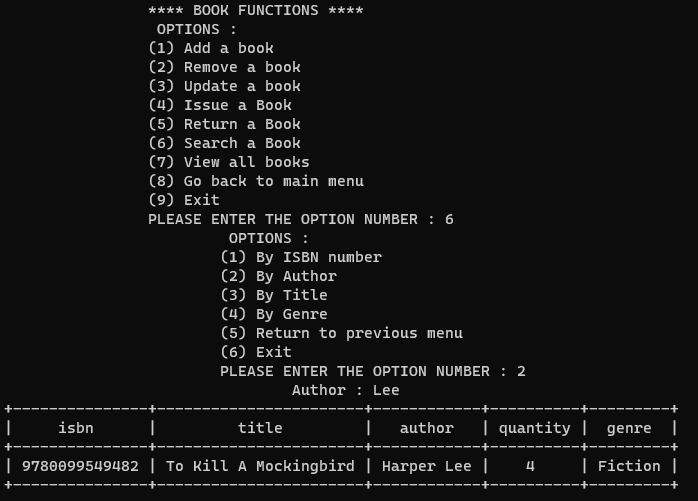 **** BOOK FUNCTIONS ****
OPTIONS :
(1) Add a book
(2) Remove a book
(3) Update a book
(4) Issue a Book
(5) Return a Book
(6) Search a Book
(7) View all books
(8) Go back to main menu
(9) Exit
PLEASE ENTER THE OPTION NUMBER : 6
OPTIONS :
(1) By ISBN number
(2) By Author
(3) By Title
(4) By Genre
(5) Return to previous menu
(6) Exit
PLEASE ENTER THE OPTION NUMBER : 2
Author : Lee
+---------------+-----------------------+------------+----------+---------+
| isbn | title | author | quantity | genre |
+---------------+-----------------------+------------+----------+---------+
| 9780099549482 | To Kill A Mockingbird | Harper Lee | 4 | Fiction |
+---------------+-----------------------+------------+----------+---------+